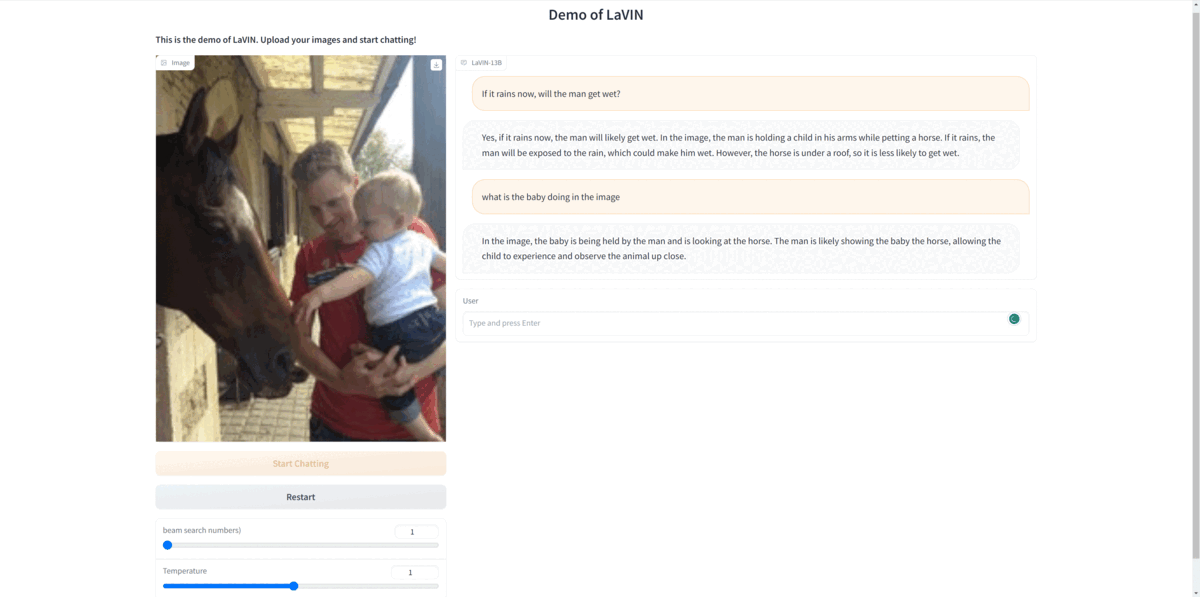 Demo of LaVIN
This is the demo of LaVIN. Upload your images and start chatting!
Image
LaVIN-13B
If it rains now, will the man get wet?
Yes, if it rains now, the man will likely get wet. In the image, the man is holding a child in his arms while petting a horse. If it rains, the
man will be exposed to the rain, which could make him wet. However, the horse is under a roof, so it is less likely to get wet.
what is the baby doing in the image
In the image, the baby is being held by the man and is looking at the horse. The man is likely showing the baby the horse, allowing the
child to experience and observe the animal up close.
User
Type and press Enter
Start Chatting
Restart
beam search numbers)
1
Temperature
1